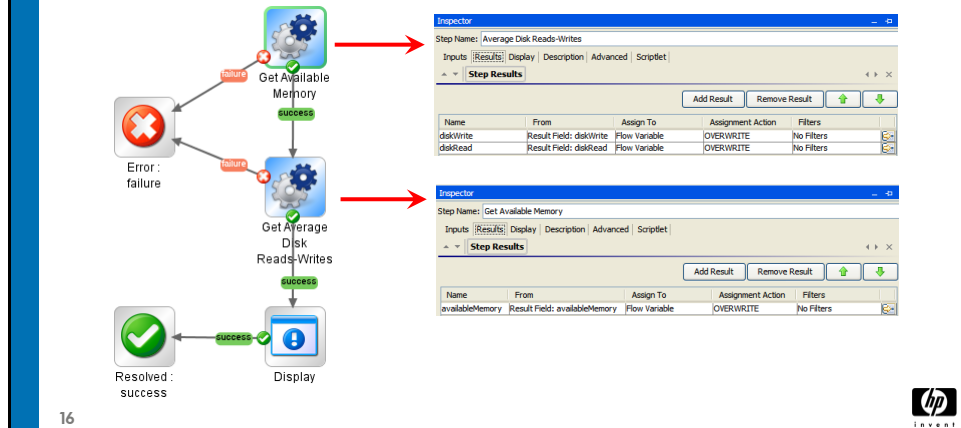 failure
Get Available
Memory
success
Error :
failure
failure
Get Average
Disk
Reads-Writes
success
success
Resolved :
success
Display
Inspector
Step Name: Average Disk Reads-Writes
Inputs Results Display Description Advanced Scriptlet
Step Results
Add Result Remove Result
Name From Assign To Assignment Action Filters
diskWrite Result Field: diskWrite Flow Variable OVERWRITE No Filters
diskRead Result Field: diskRead Flow Variable OVERWRITE No Filters
Inspector
Step Name: Get Available Memory
Inputs Results Display Description Advanced Scriptlet
Step Results
Add Result Remove Result
Name From Assign To Assignment Action Filters
availableMemory Result Field: availableMemory Flow Variable OVERWRITE No Filters
16
hp
invent